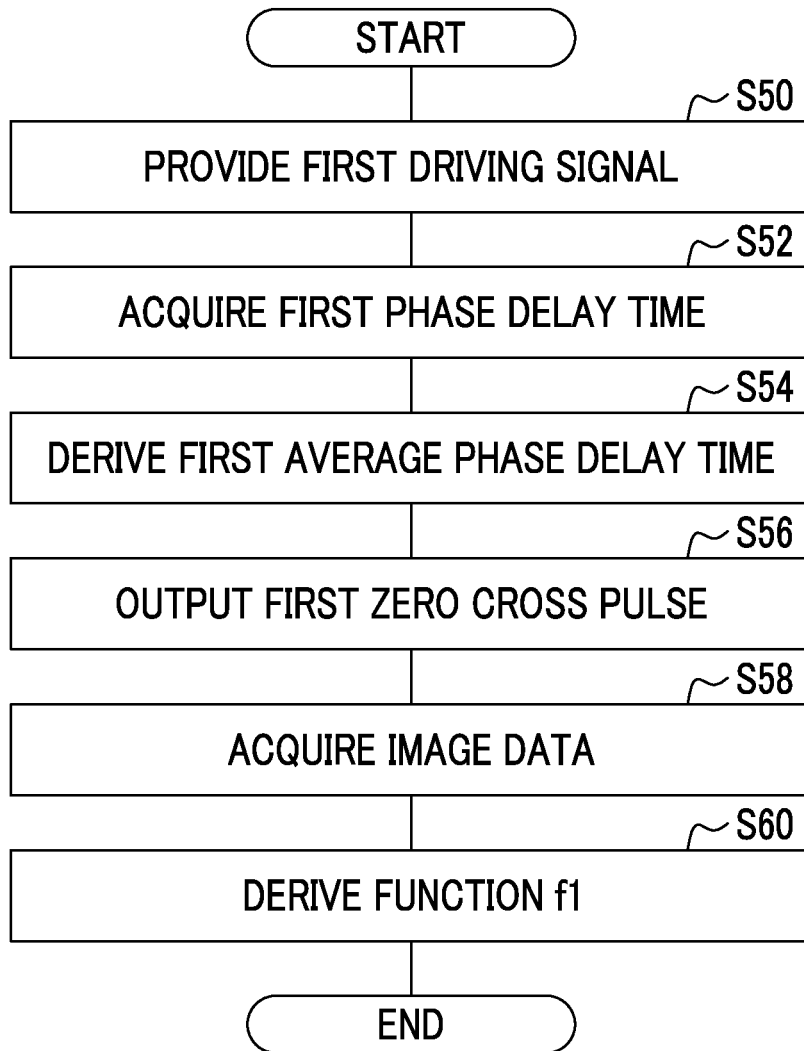 START
S50
PROVIDE FIRST DRIVING SIGNAL
S52
ACQUIRE FIRST PHASE DELAY TIME
S54
DERIVE FIRST AVERAGE PHASE DELAY TIME
S56
OUTPUT FIRST ZERO CROSS PULSE
S58
ACQUIRE IMAGE DATA
S60
DERIVE FUNCTION f1
END